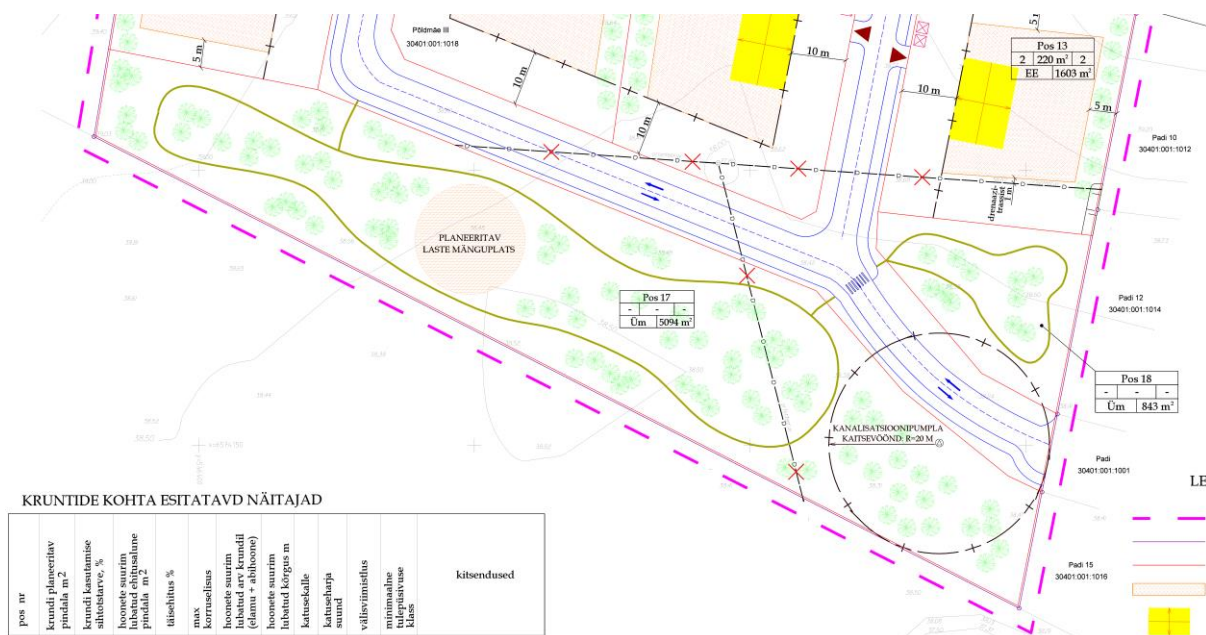 Põldmäe III
30401:001:1018
5 m
10 m
10 m
10 m
5 m
Pos 13
2 220 m² 2
EE 1603 m²
10 m
5 m
Padi 10
30401:001:1012
drenaaži-
trassist
1 m
PLANEERITAV
LASTE MÄNGUPLATS
Pos 17
- - -
Üm 5094 m²
Padi 12
30401:001:1014
Pos 18
- - -
Üm 843 m²
KANALISATSIOONIPUMPLA
KAITSEVÖÖND: R=20 M
Padi
30401:001:1001
LE
Padi 15
30401:001:1016
KRUNTIDE KOHTA ESITATAVD NÄITAJAD
pos nr
krundi planeeritav
pindala m²
krundi kasutamise
sihtotstarve, %
hoonete suurim
lubatud ehitusalune
pindala m²
täisehitus %
max
korruselisus
hoonete suurim
lubatud arv krundil
(elamu + abihoone)
hoonete suurim
lubatud kõrgus m
katusekalle
katuseharja
suund
välisviimistlus
minimaalne
tulepüsivuse
klass
kitsendused